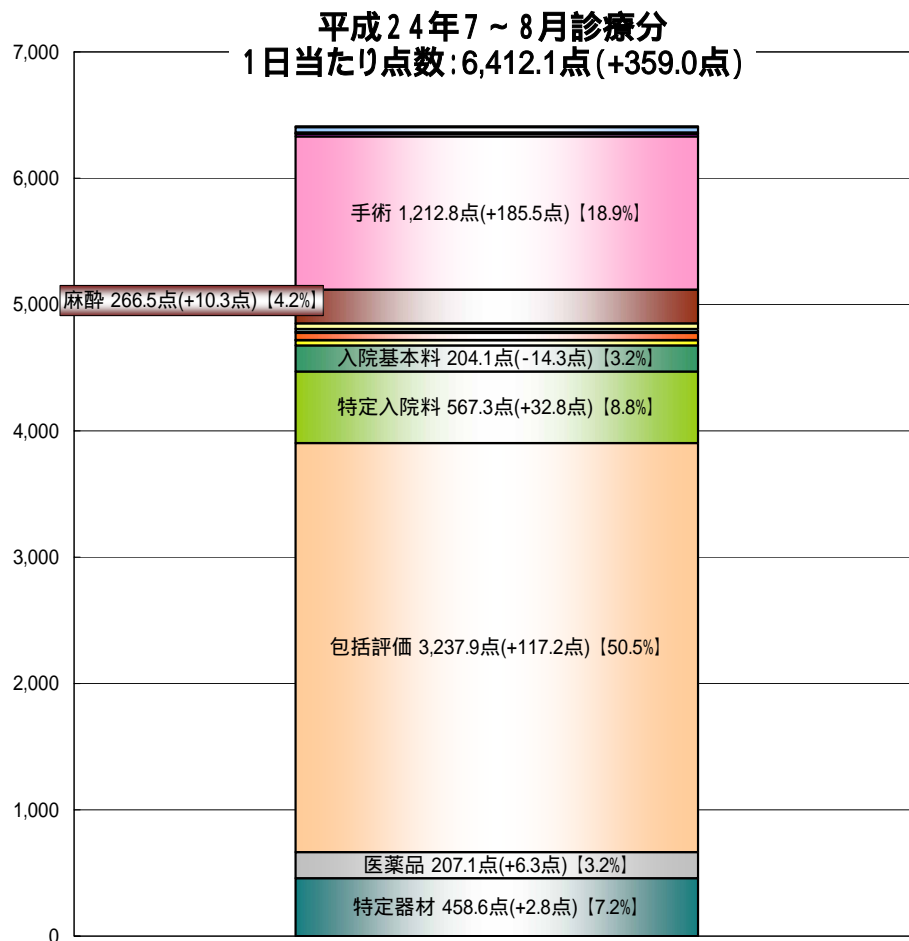 平成24年7～8月診療分
1日当たり点数:6,412.1点(+359.0点)
7,000
6,000
手術 1,212.8点(+185.5点)【18.9%】
麻酔 266.5点(+10.3点)【4.2%】
5,000
入院基本料 204.1点(-14.3点)【3.2%】
特定入院料 567.3点(+32.8点)【8.8%】
4,000
3,000
包括評価 3,237.9点(+117.2点)【50.5%】
2,000
1,000
医薬品 207.1点(+6.3点)【3.2%】
特定器材 458.6点(+2.8点)【7.2%】
0